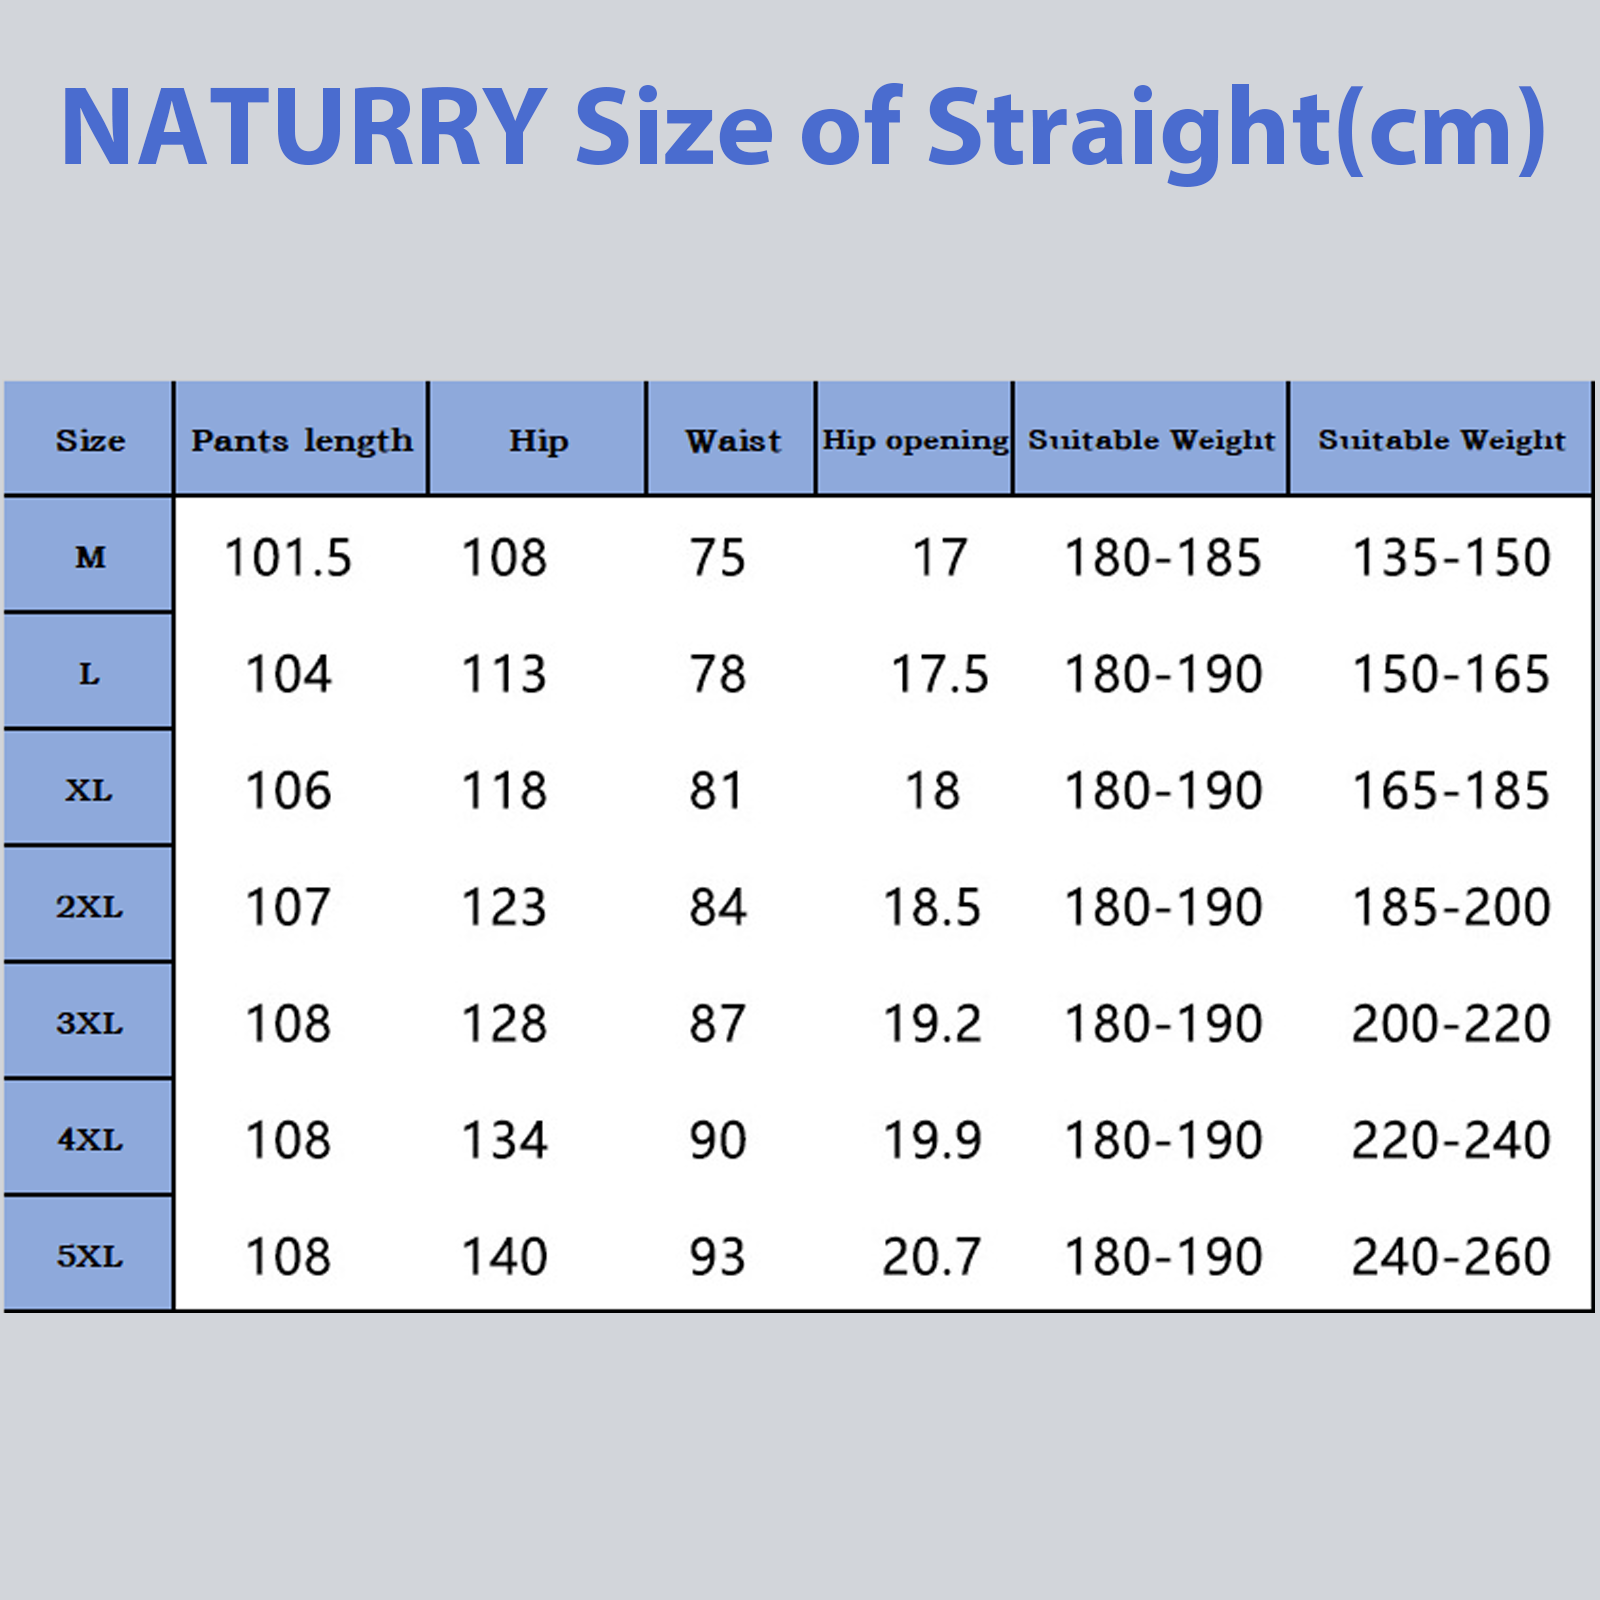 NATURRY Size of Straight(cm)
Size Pants length Hip Waist Hip opening Suitable Weight Suitable Weight
M 101.5 108 75 17 180-185 135-150
L 104 113 78 17.5 180-190 150-165
XL 106 118 81 18 180-190 165-185
2XL 107 123 84 18.5 180-190 185-200
3XL 108 128 87 19.2 180-190 200-220
4XL 108 134 90 19.9 180-190 220-240
5XL 108 140 93 20.7 180-190 240-260